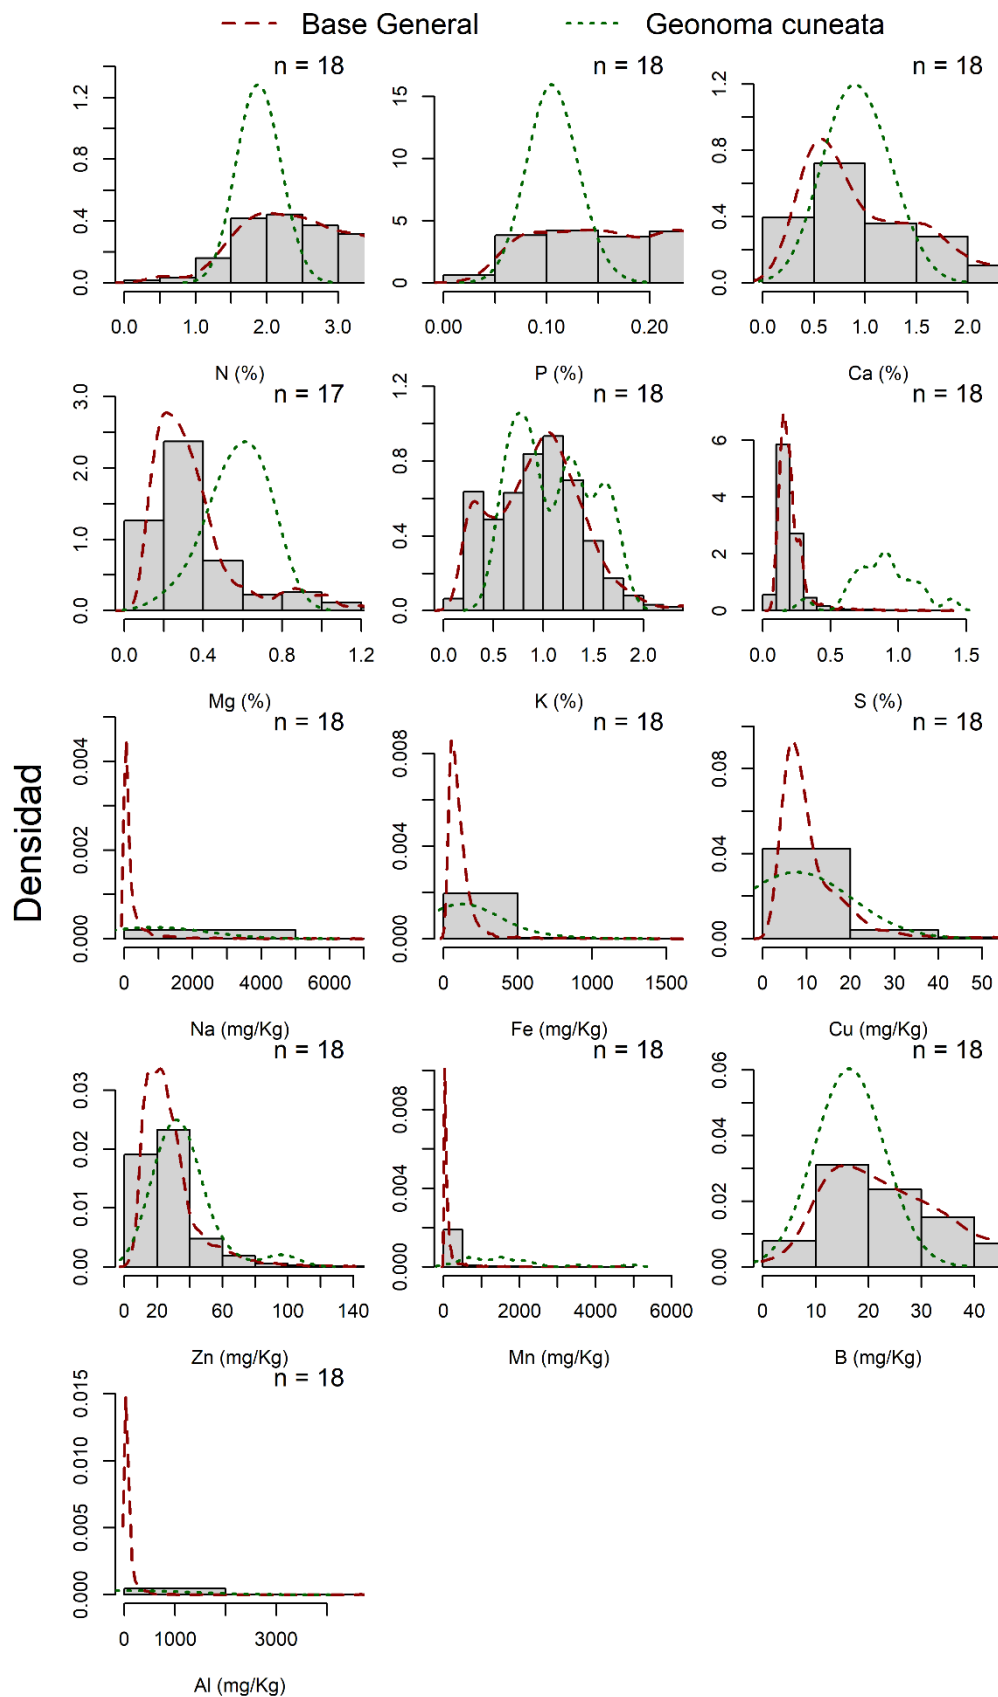 Base General Geonoma cuneata
n = 18 n = 18 n = 18
1.2
0.8
0.4
0.0
0.0 1.0 2.0 3.0
N (%)
15
10
5
0
0.00 0.10 0.20
P (%)
1.2
0.8
0.4
0.0
0.0 0.5 1.0 1.5 2.0
Ca (%)
n = 17 n = 18 n = 18
3.0
2.0
1.0
0.0
0.0 0.4 0.8 1.2
Mg (%)
1.2
0.8
0.4
0.0
0.0 0.5 1.0 1.5 2.0
K (%)
6
4
2
0
0.0 0.5 1.0 1.5
S (%)
Densidad
n = 18 n = 18 n = 18
0.004
0.002
0.000
0 2000 4000 6000
Na (mg/Kg)
0.008
0.004
0.000
0 500 1000 1500
Fe (mg/Kg)
0.08
0.04
0.00
0 10 20 30 40 50
Cu (mg/Kg)
n = 18 n = 18 n = 18
0.03
0.02
0.01
0.00
0 20 60 100 140
Zn (mg/Kg)
0.008
0.004
0.000
0 2000 4000 6000
Mn (mg/Kg)
0.06
0.04
0.02
0.00
0 10 20 30 40
B (mg/Kg)
n = 18
0.015
0.010
0.005
0.000
0 1000 3000
Al (mg/Kg)